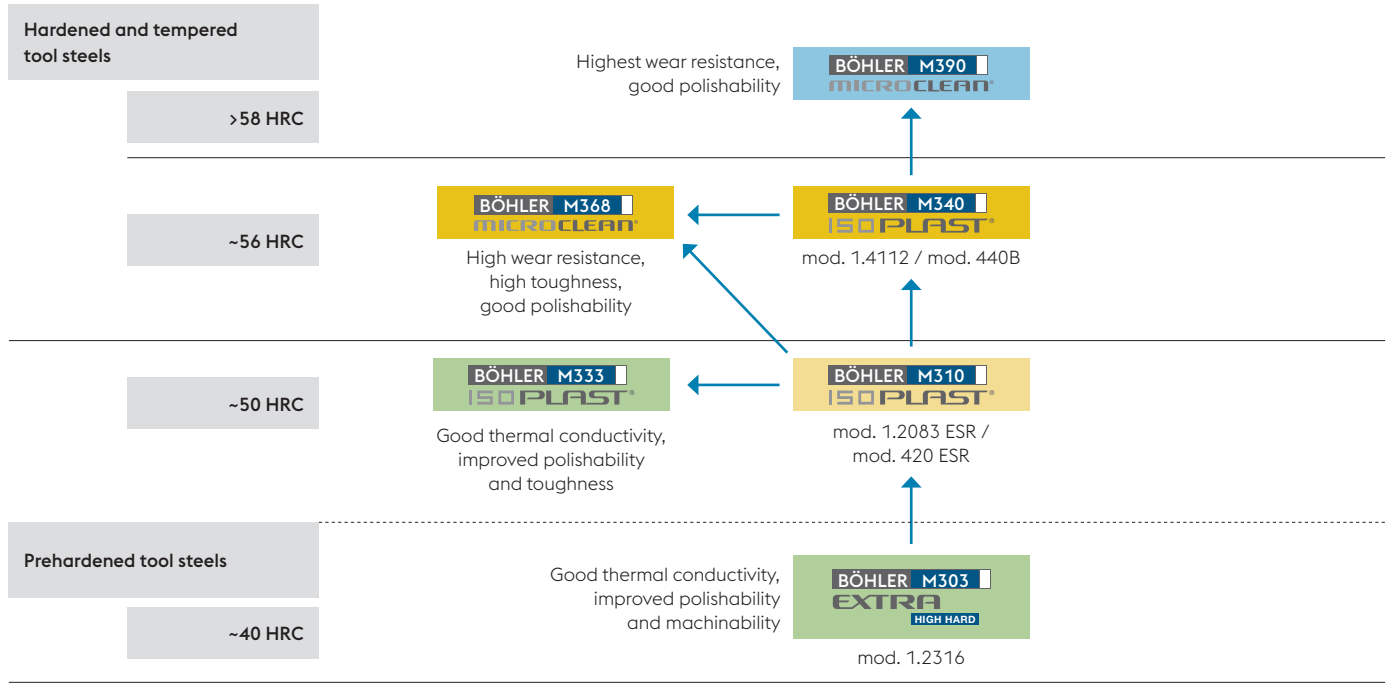 Hardened and tempered
tool steels
Highest wear resistance,
good polishability
BÖHLER M390
MICROCLEAN®
>58 HRC
BÖHLER M368
MICROCLEAN®
BÖHLER M340
ISOPLAST®
~56 HRC
High wear resistance,
high toughness,
good polishability
mod. 1.4112 / mod. 440B
BÖHLER M333
ISOPLAST®
BÖHLER M310
ISOPLAST®
~50 HRC
Good thermal conductivity,
improved polishability
and toughness
mod. 1.2083 ESR /
mod. 420 ESR
Prehardened tool steels
Good thermal conductivity,
improved polishability
and machinability
BÖHLER M303
EXTRA
HIGH HARD
~40 HRC
mod. 1.2316